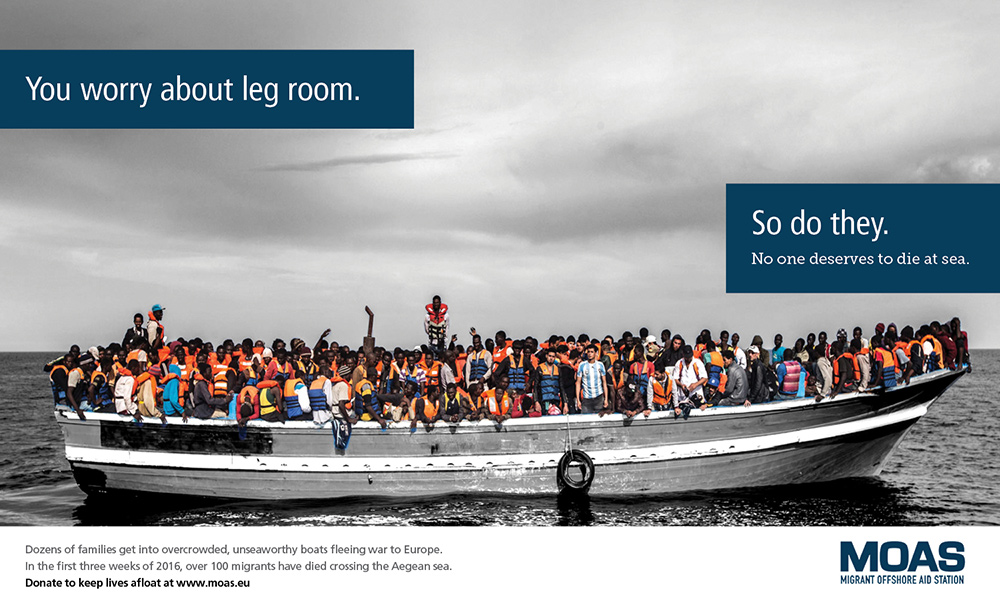 You worry about leg room.
So do they.
No one deserves to die at sea.
Dozens of families get into overcrowded, unseaworthy boats fleeing war to Europe.
In the first three weeks of 2016, over 100 migrants have died crossing the Aegean sea.
Donate to keep lives afloat at www.moas.eu
MOAS
MIGRANT OFFSHORE AID STATION